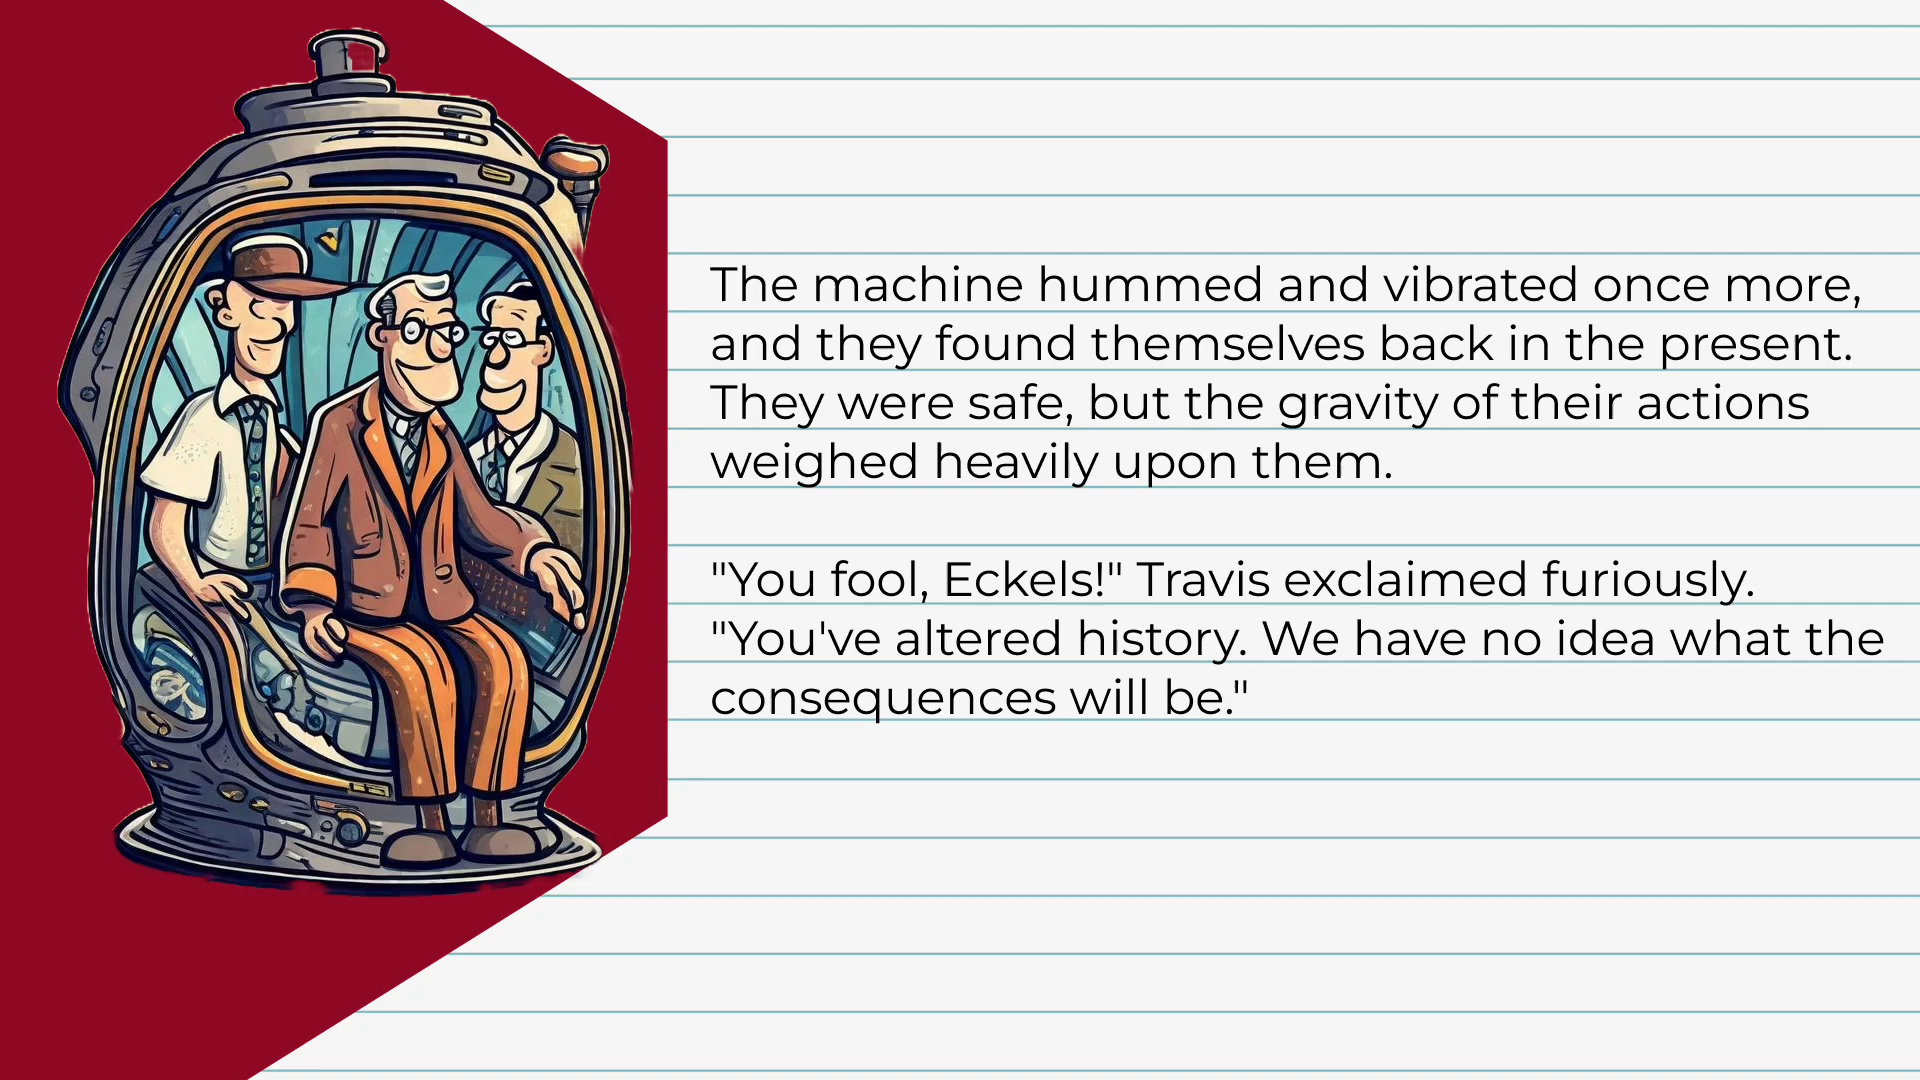 The machine hummed and vibrated once more,
and they found themselves back in the present.
They were safe, but the gravity of their actions
weighed heavily upon them.
"You fool, Eckels!" Travis exclaimed furiously.
"You've altered history. We have no idea what the
consequences will be."